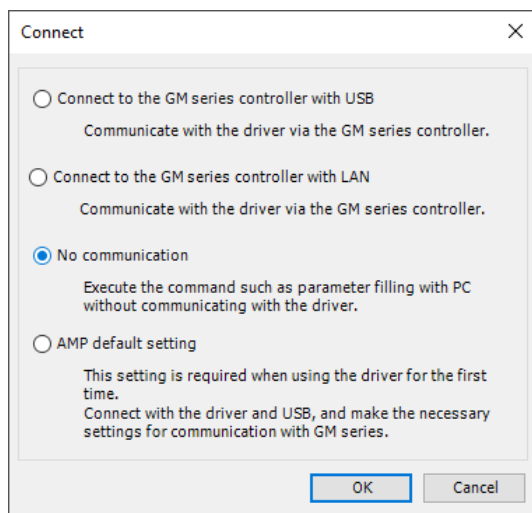 Connect
Connect to the GM series controller with USB
Communicate with the driver via the GM series controller.
Connect to the GM series controller with LAN
Communicate with the driver via the GM series controller.
No communication
Execute the command such as parameter filling with PC
without communicating with the driver.
AMP default setting
This setting is required when using the driver for the first
time.
Connect with the driver and USB, and make the necessary
settings for communication with GM series.
OK
Cancel